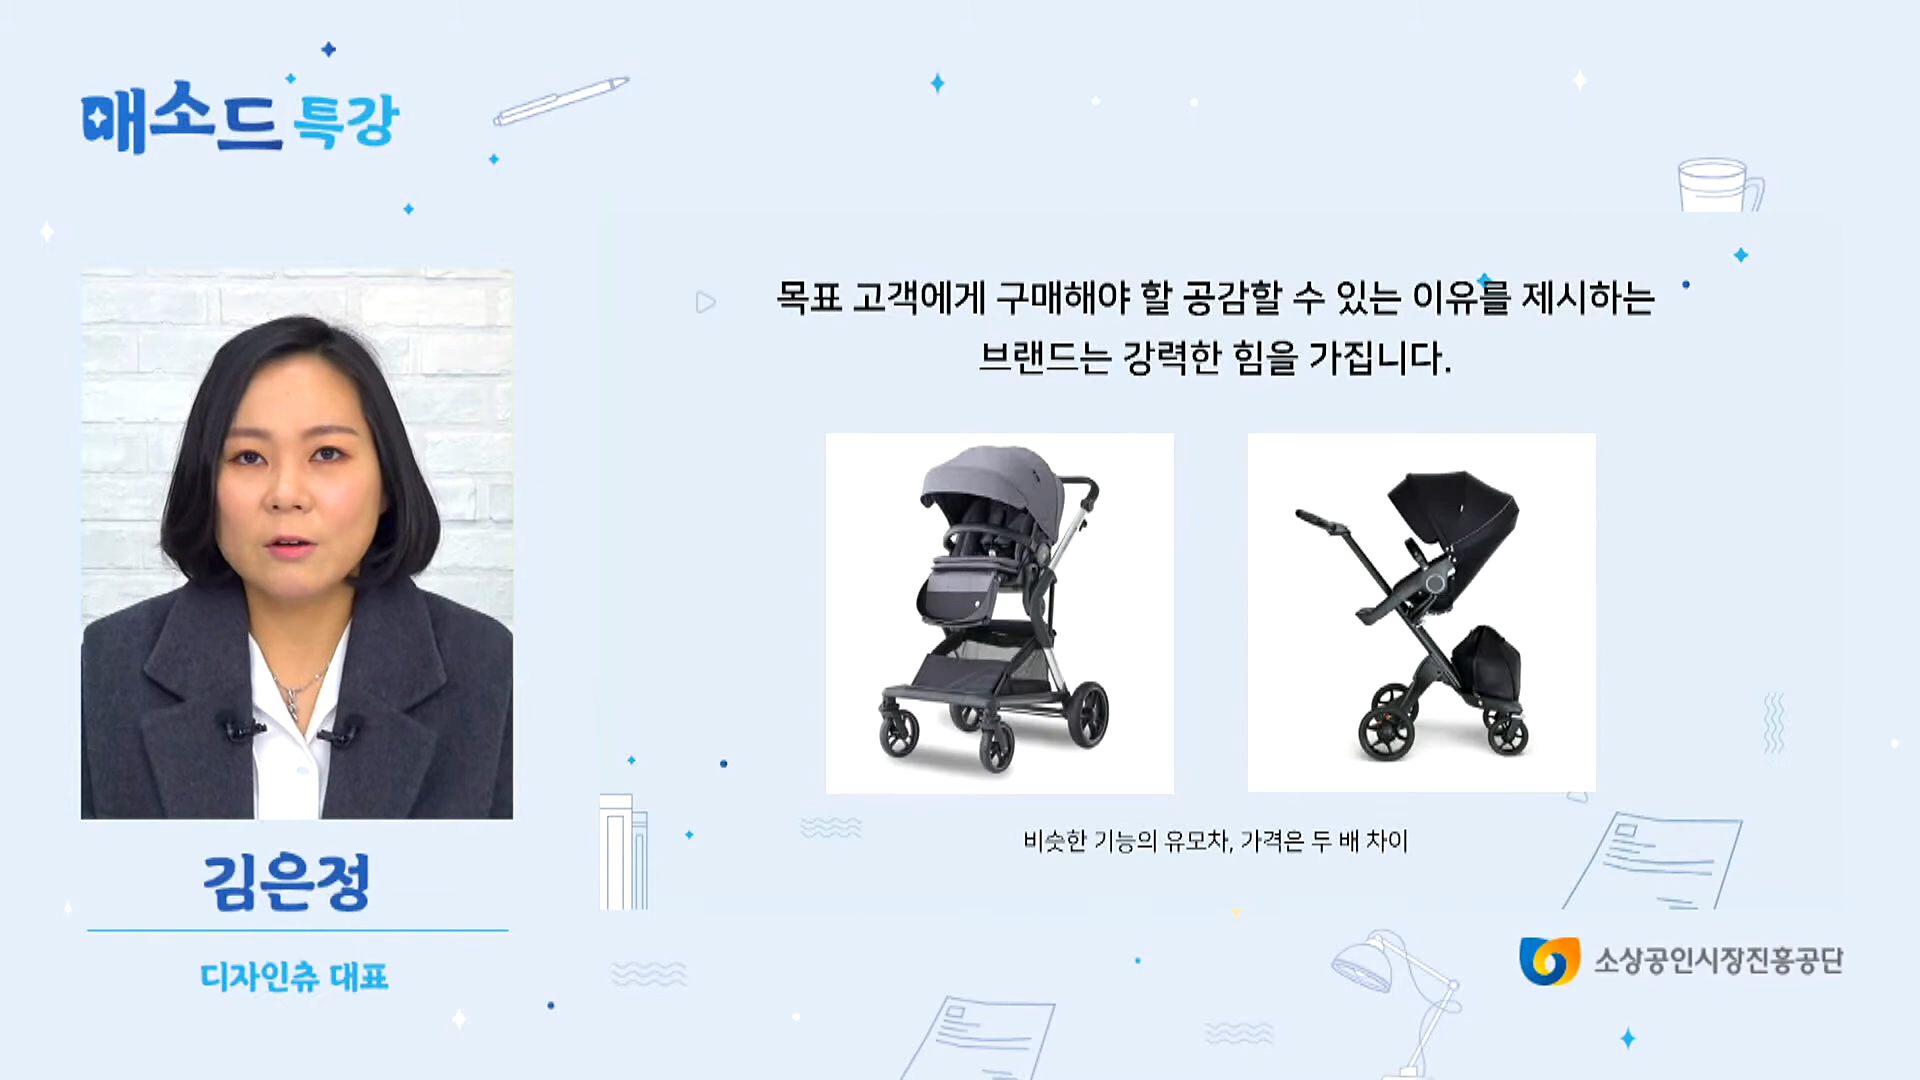 매소드 특강
목표 고객에게 구매해야 할 공감할 수 있는 이유를 제시하는
브랜드는 강력한 힘을 가집니다.
비슷한 기능의 유모차, 가격은 두 배 차이
김은정
디자인츄 대표
소상공인시장진흥공단